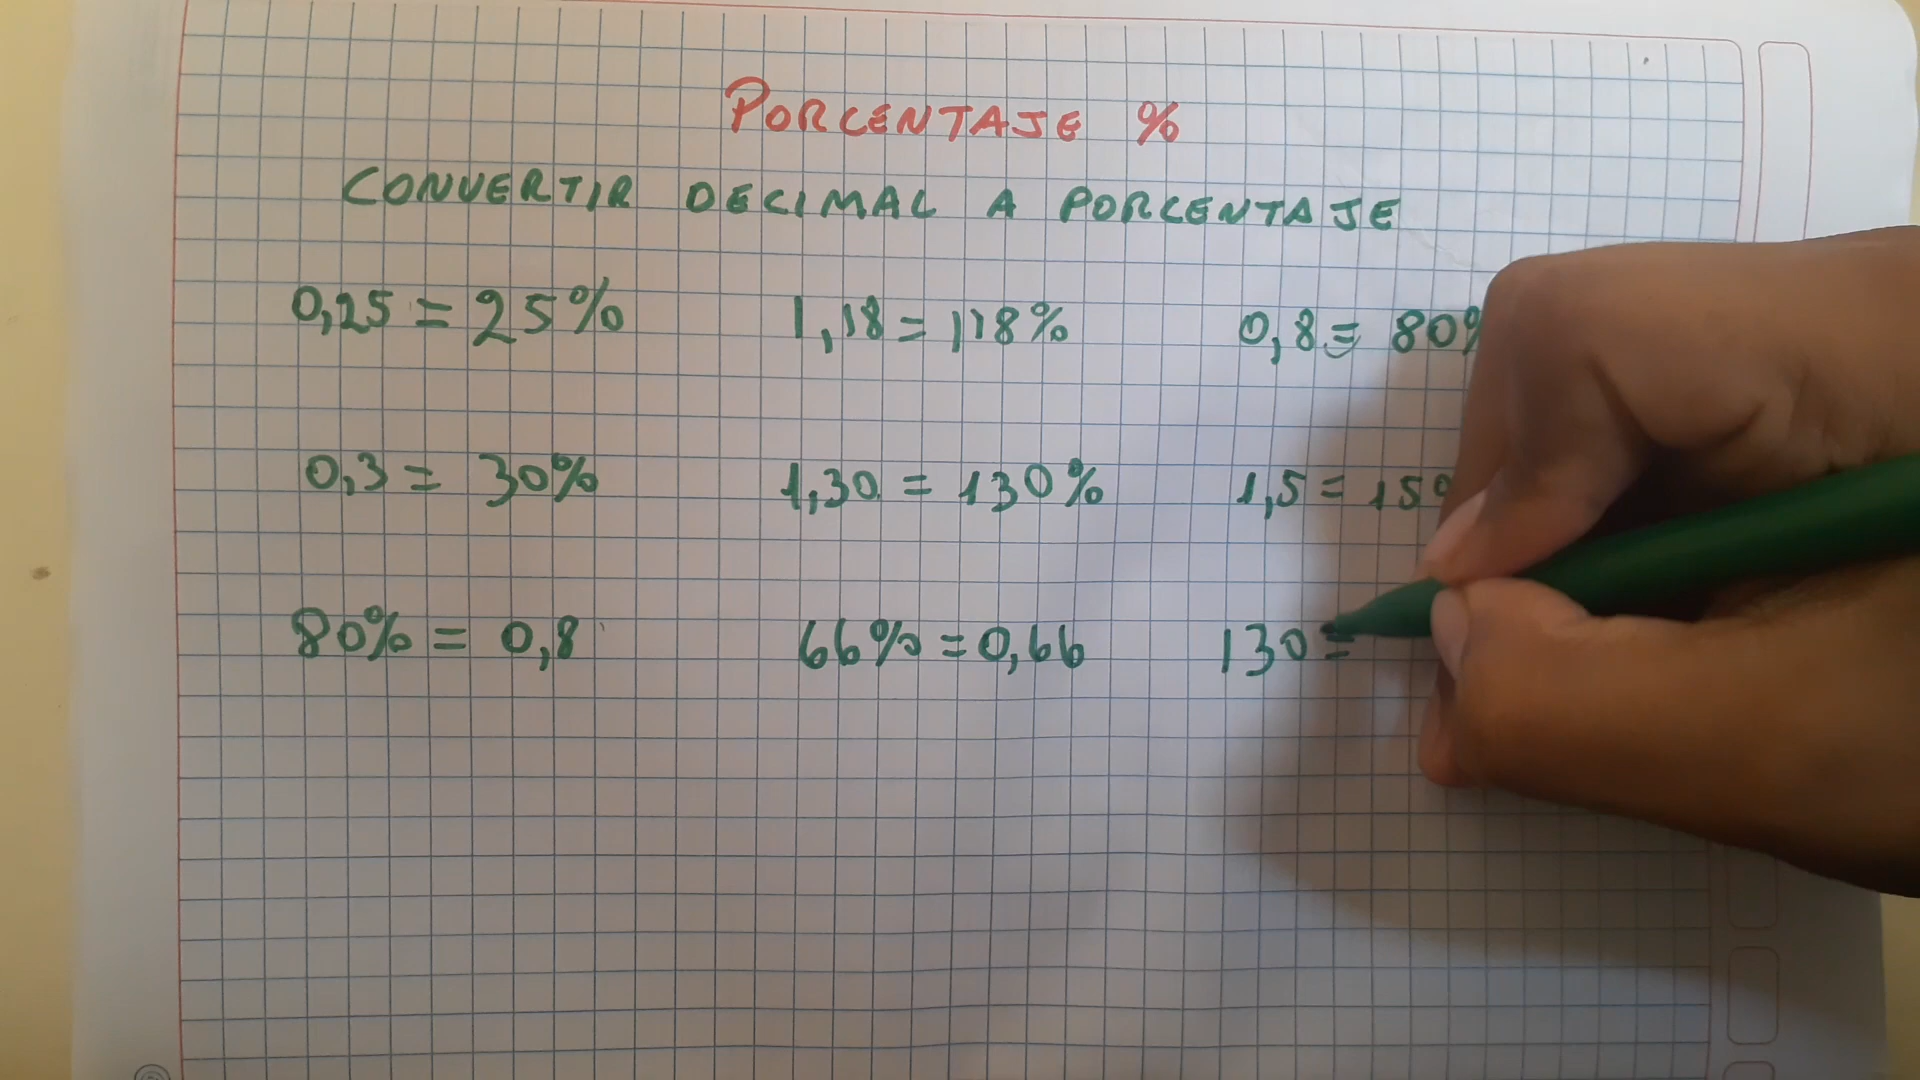 PORCENTAJE %
CONVERTIR DECIMAL A PORCENTAJE
0,25 = 25% 1,18 = 118% 0,8 = 80%
0,3 = 30% 1,30 = 130% 1,5 = 150
80% = 0,8 66% = 0,66 130 =